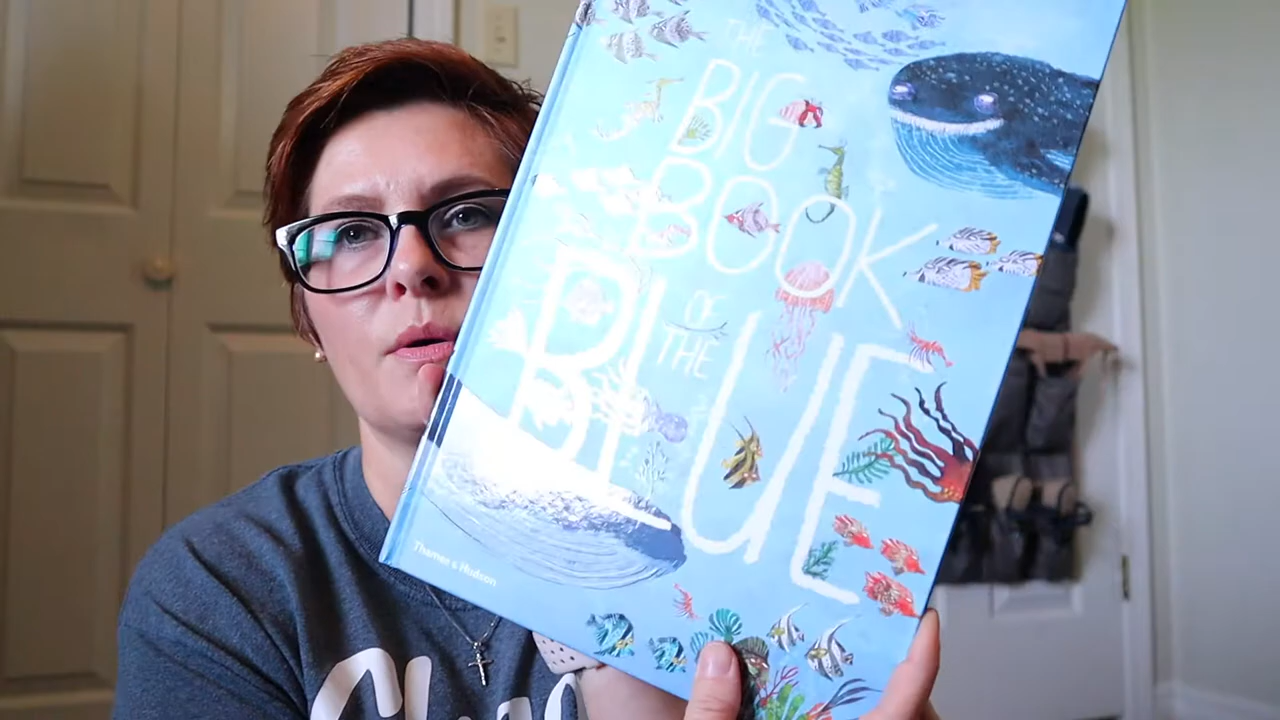 THE
BIG
BOOK
OF
THE
BLUE
Thames & Hudson